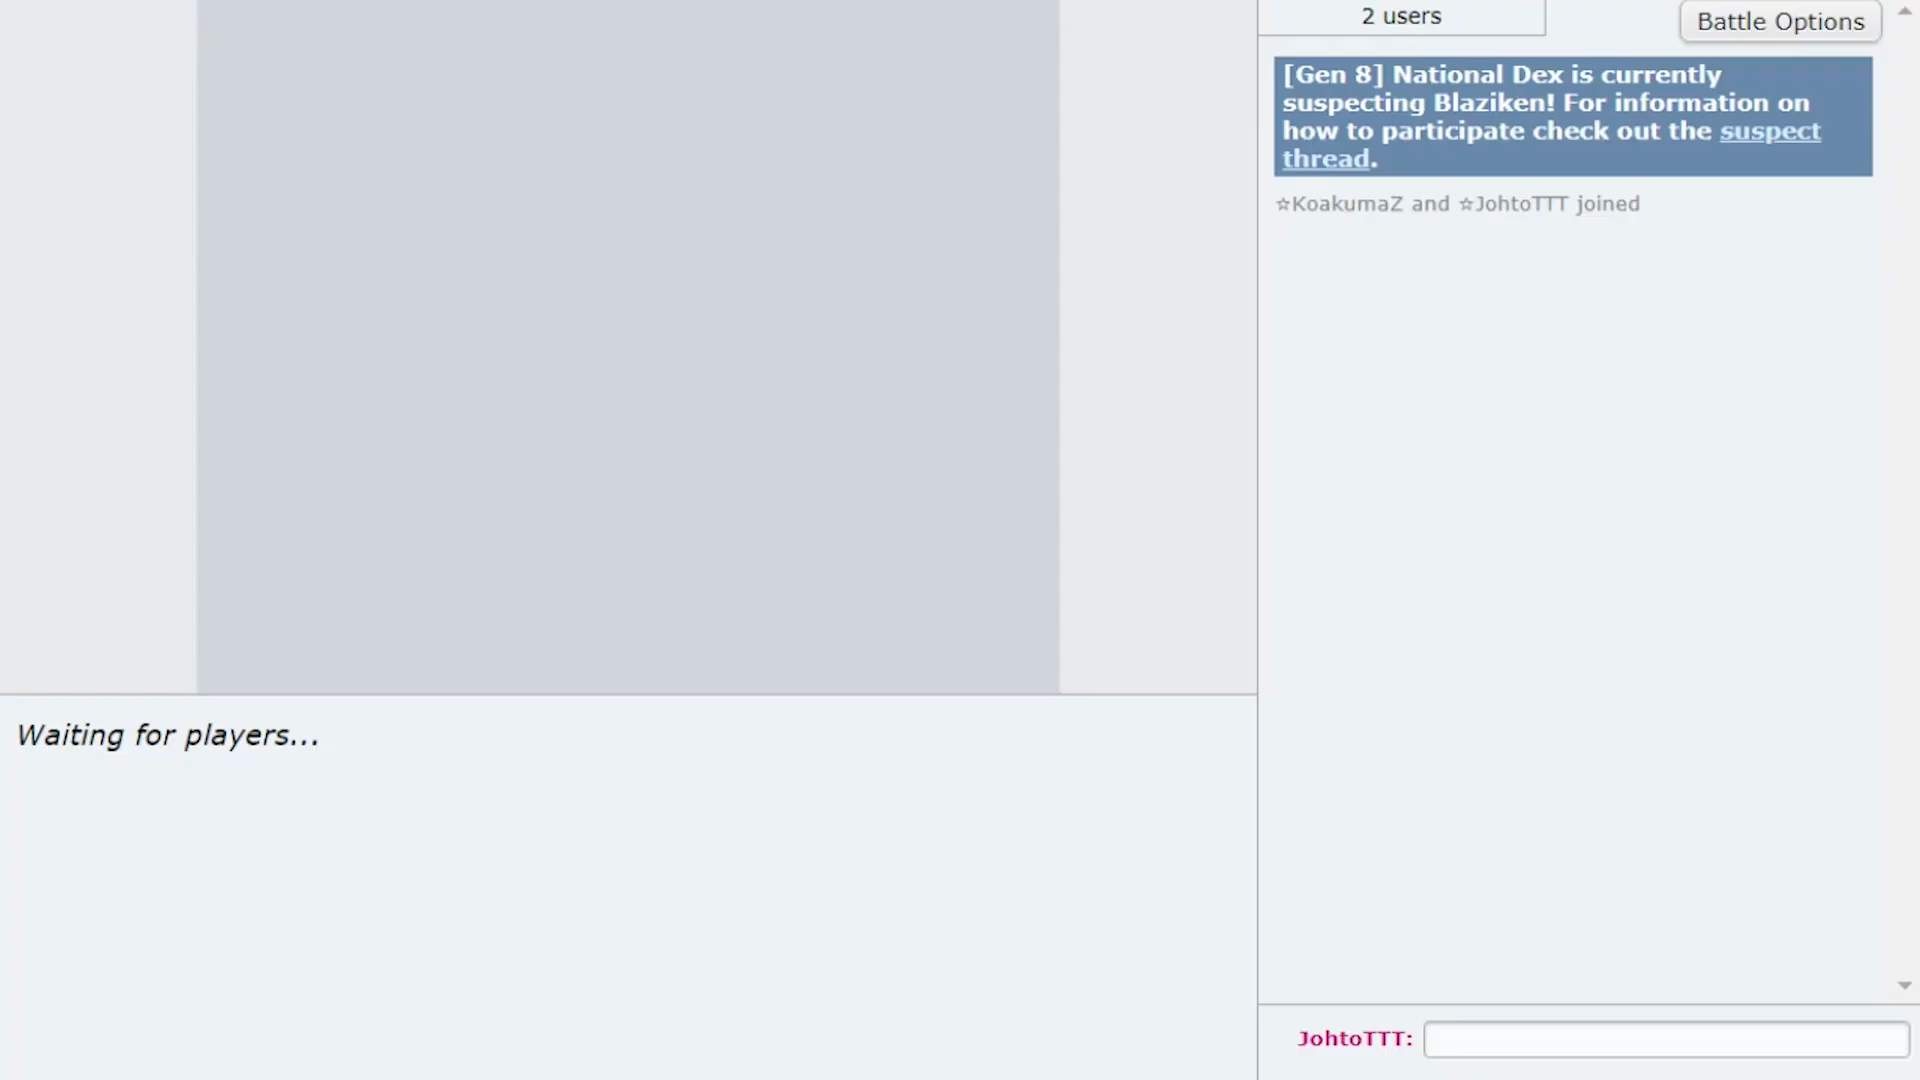 2 users
Battle Options
[Gen 8] National Dex is currently
suspecting Blaziken! For information on
how to participate check out the suspect
thread.
☆KoakumaZ and ☆JohtoTTT joined
Waiting for players...
JohtoTTT: